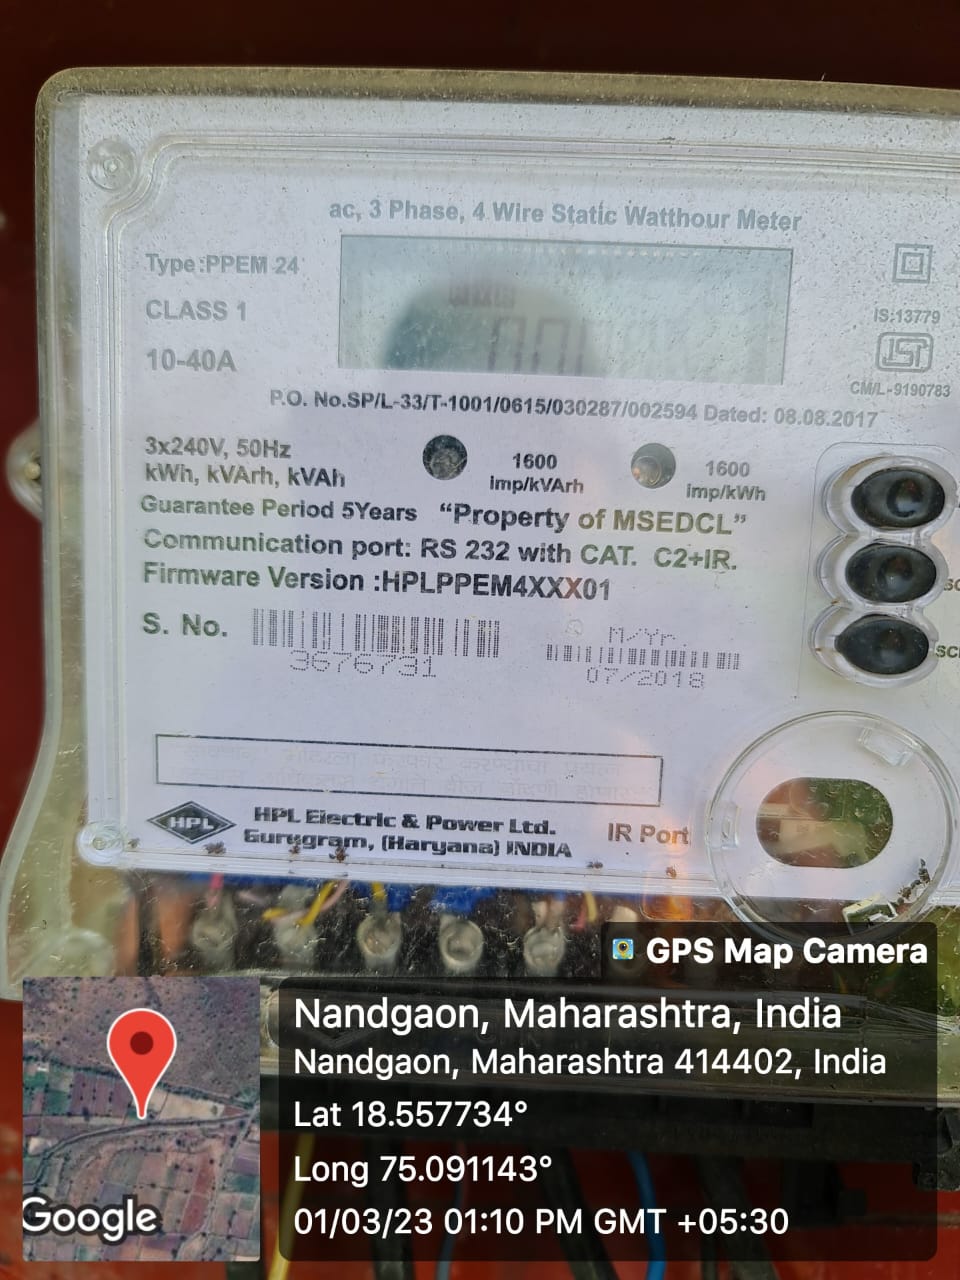 ac, 3 Phase, 4 Wire Static Watthour Meter
Type:PPEM 24
CLASS 1
10-40A
IS:13779
ISI
CM/L-9190783
P.O. No.SP/L-33/T-1001/0615/030287/002594 Dated: 08.08.2017
3x240V, 50Hz
kWh, kVArh, kVAh
1600
imp/kVArh
1600
imp/kWh
Guarantee Period 5Years "Property of MSEDCL"
Communication port: RS 232 with CAT. C2+IR.
Firmware Version :HPLPPEM4XXX01
S. No.
3676731
M/Yr.
07/2018
HPL
HPL Electric & Power Ltd.
Gurugram, (Haryana) INDIA
IR Port
GPS Map Camera
Nandgaon, Maharashtra, India
Nandgaon, Maharashtra 414402, India
Lat 18.557734°
Long 75.091143°
01/03/23 01:10 PM GMT +05:30
Google